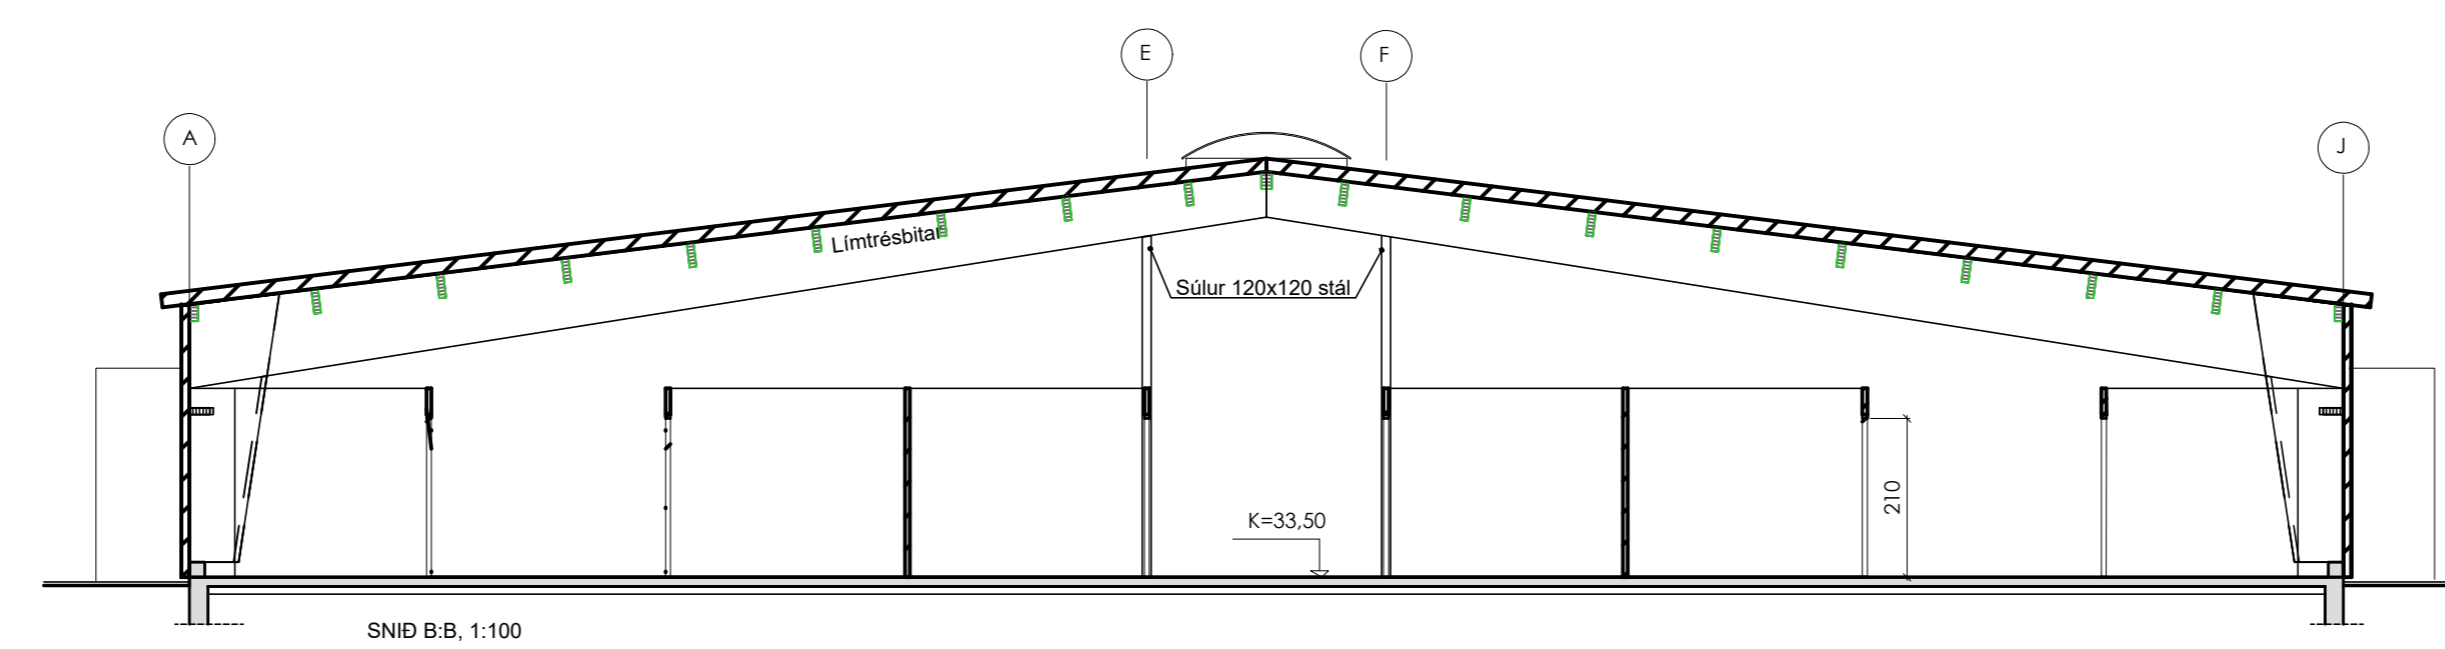 E
F
A
J
Límtrésbitar
Súlur 120x120 stál
210
K=33,50
SNIÐ B:B, 1:100